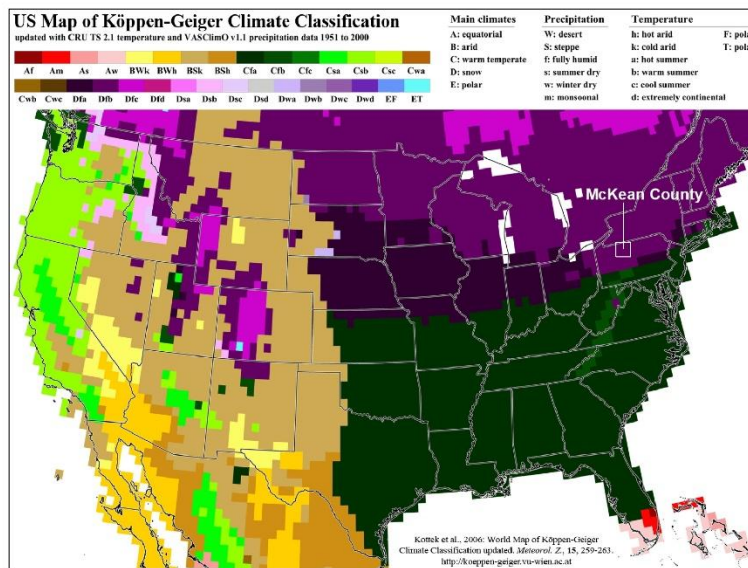 US Map of Köppen-Geiger Climate Classification
updated with CRU TS 2.1 temperature and VASClimO v1.1 precipitation data 1951 to 2000
Af Am As Aw BWk BWh BSk BSh Cfa Cfb Cfc Csa Csb Csc Cwa
Cwb Cwc Dfa Dfb Dfc Dfd Dsa Dsb Dsc Dsd Dwa Dwb Dwc Dwd EF ET
Main climates
A: equatorial
B: arid
C: warm temperate
D: snow
E: polar
Precipitation
W: desert
S: steppe
f: fully humid
s: summer dry
w: winter dry
m: monsoonal
Temperature
h: hot arid F: pola
k: cold arid T: pola
a: hot summer
b: warm summer
c: cool summer
d: extremely continental
McKean County
Kottek et al., 2006: World Map of Köppen-Geiger
Climate Classification updated. Meteorol. Z., 15, 259-263.
http://koeppen-geiger.vu-wien.ac.at